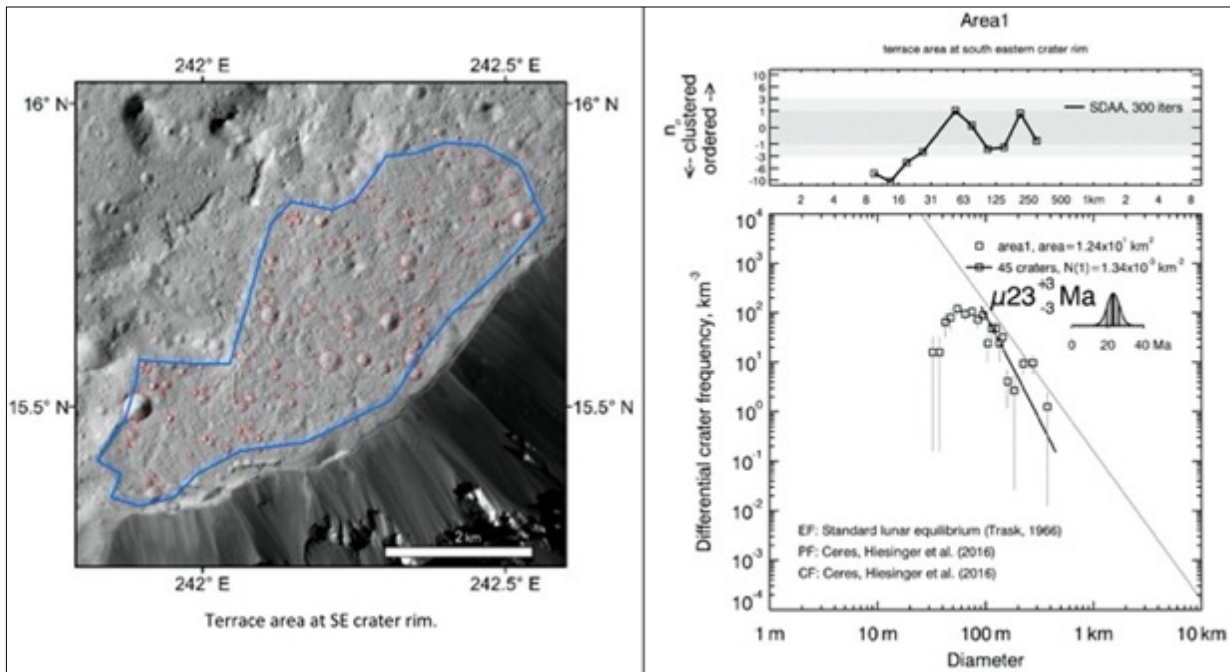 242° E 242.5° E
16° N 16° N
15.5° N 15.5° N
2 km
242° E 242.5° E
Terrace area at SE crater rim.
Area1
terrace area at south eastern crater rim
n_σ
<-- clustered
ordered -->
10
6
3
1
0
-1
-3
-6
-10
SDAA, 300 iters
2 4 8 16 31 63 125 250 500 1km 2 4 8
Differential crater frequency, km⁻³
10⁴
10³
10²
10¹
10⁰
10⁻¹
10⁻²
10⁻³
10⁻⁴
area1, area=1.24x10¹ km²
45 craters, N(1)=1.34x10⁻³ km⁻²
μ23 +3 -3 Ma
0 20 40 Ma
EF: Standard lunar equilibrium (Trask, 1966)
PF: Ceres, Hiesinger et al. (2016)
CF: Ceres, Hiesinger et al. (2016)
1 m 10 m 100 m 1 km 10 km
Diameter